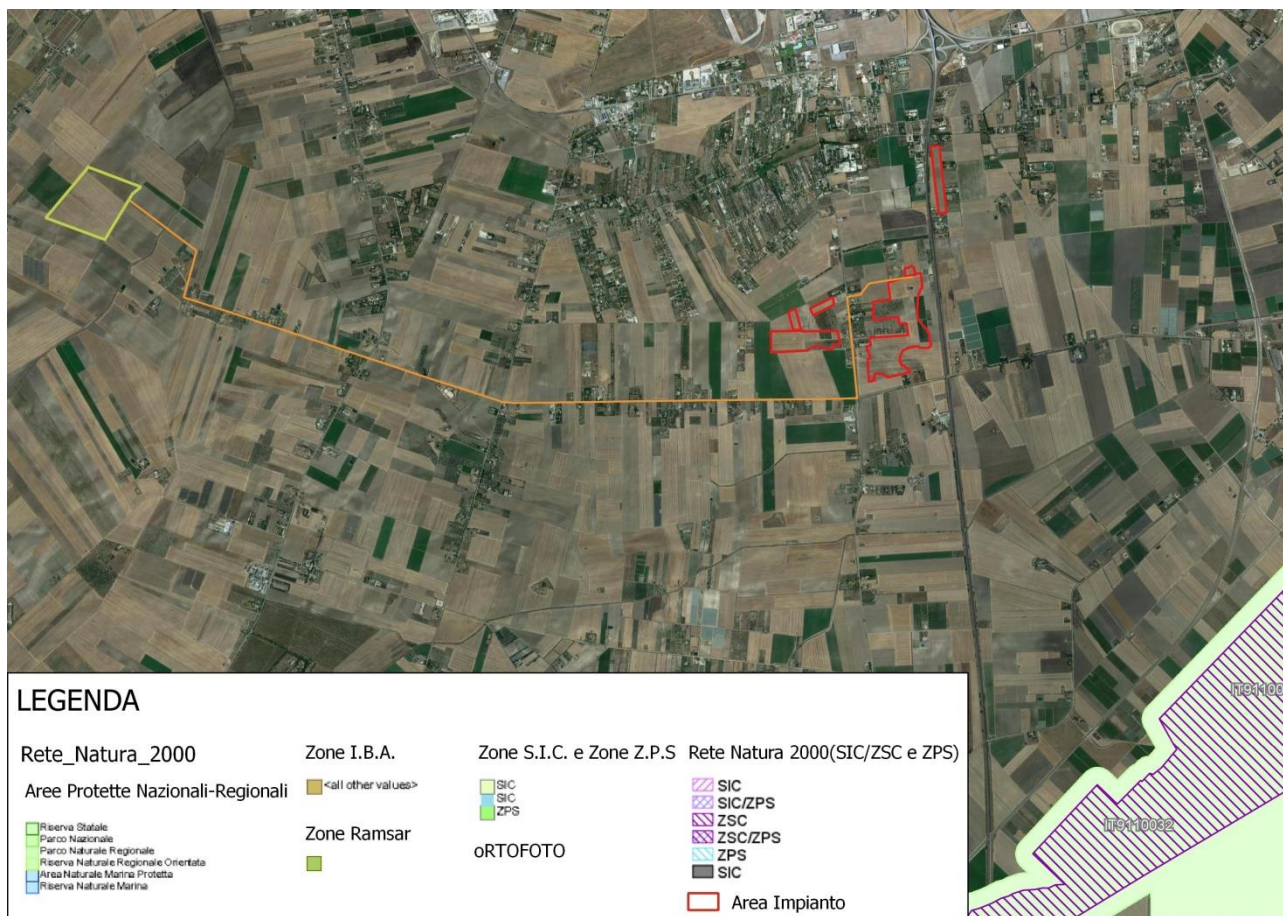 IT91100
IT9110032
LEGENDA
Rete_Natura_2000
Aree Protette Nazionali-Regionali
Riserva Statale
Parco Nazionale
Parco Naturale Regionale
Riserva Naturale Regionale Orientata
Area Naturale Marina Protetta
Riserva Naturale Marina
Zone I.B.A.
<all other values>
Zone Ramsar
Zone S.I.C. e Zone Z.P.S
SIC
SIC
ZPS
oRTOFOTO
Rete Natura 2000(SIC/ZSC e ZPS)
SIC
SIC/ZPS
ZSC
ZSC/ZPS
ZPS
SIC
Area Impianto